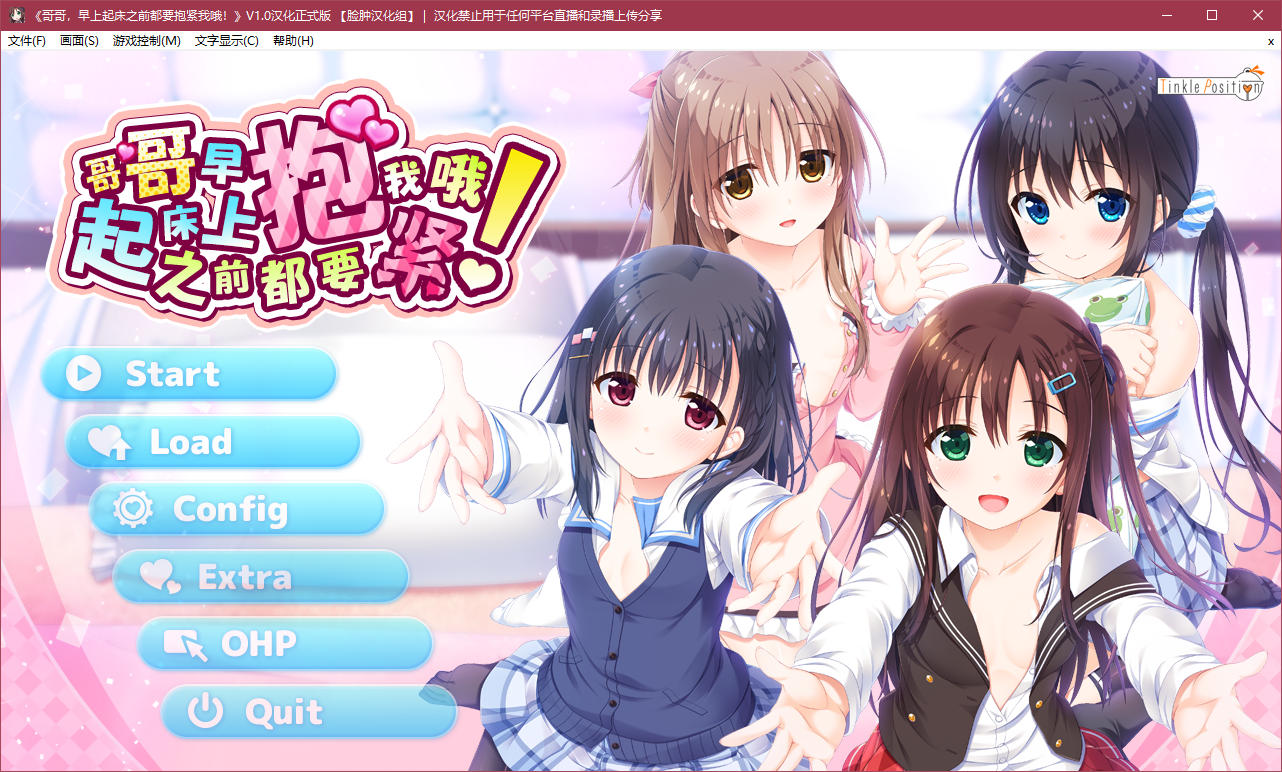 《哥哥，早上起床之前都要抱紧我哦！》V1.0汉化正式版 【脸肿汉化组】 | 汉化禁止用于任何平台直播和录播上传分享
文件(F) 画面(S) 游戏控制(M) 文字显示(C) 帮助(H) x
Tinkle Position
哥哥早上起床之前都要抱紧我哦！
Start
Load
Config
Extra
OHP
Quit